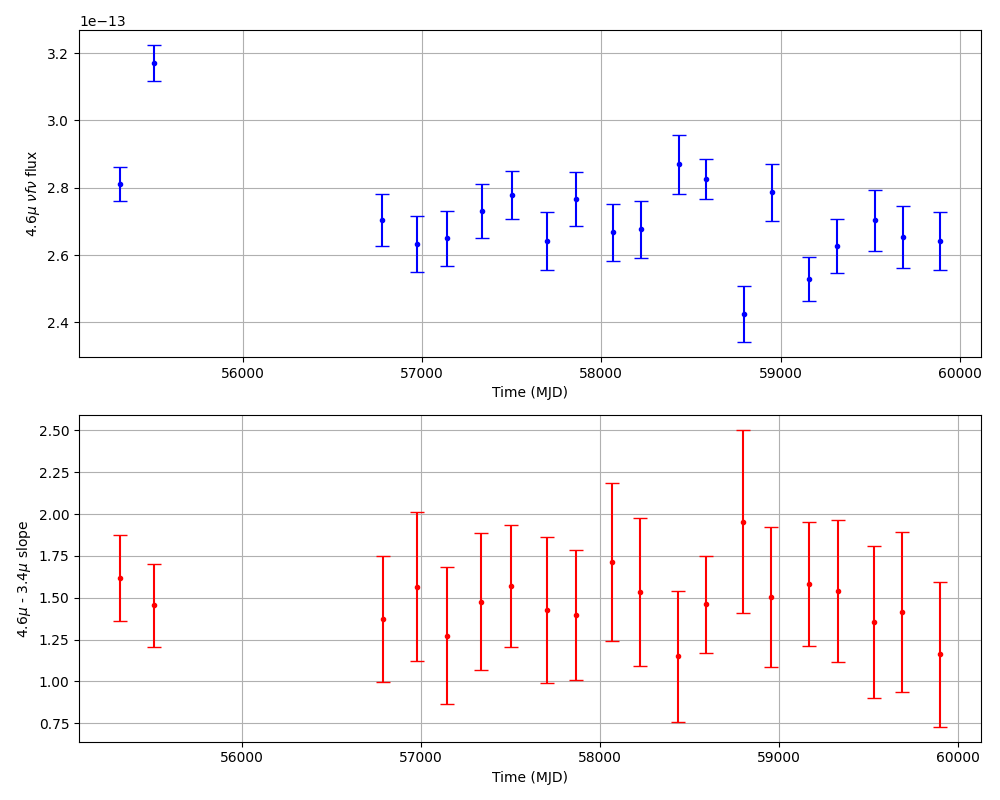 1e−13
3.2
3.0
2.8
2.6
2.4
4.6μ νfν flux
56000 57000 58000 59000 60000
Time (MJD)
2.50
2.25
2.00
1.75
1.50
1.25
1.00
0.75
4.6μ - 3.4μ slope
56000 57000 58000 59000 60000
Time (MJD)